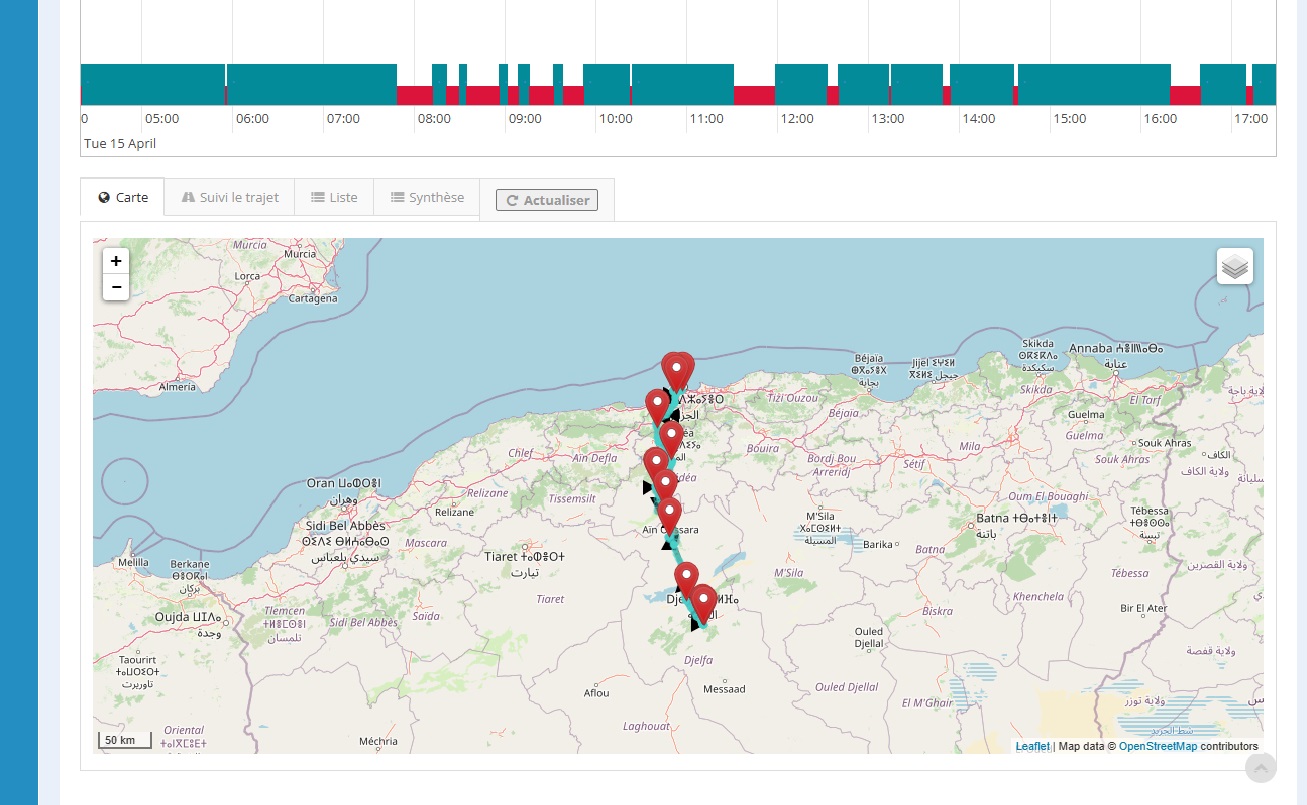 0 05:00 06:00 07:00 08:00 09:00 10:00 11:00 12:00 13:00 14:00 15:00 16:00 17:00
Tue 15 April
Carte Suivi le trajet Liste Synthèse Actualiser
+
−
Murcia
Murcia
Lorca
Cartagena
Almería
Skikda
ⵙⴽⵉⴽⴷⴰ
سكيكدة
Annaba
عنابة
Béjaïa
بجاية
Jijel
جيجل
Skikda
El Tarf
باجة
Tizi Ouzou
Béjaïa
Guelma
Guelma
Souk Ahras
الكاف
Chlef
Ain Defla
Bouira
Bordj Bou
Arreridj
Mila
Sétif
Souk Ahras
ولاية الكاف
Oran ⵡⴰⵀⵔⴰⵏ
وهران
Relizane
Relizane
Tissemsilt
Oum El Bouaghi
Sidi Bel Abbès
سيدي بلعباس
Aïn Oussara
M'Sila
المسيلة
Batna
باتنة
Tébessa
تبسة
Mascara
Tiaret
تيارت
Barika
Batna
Melilla
Berkane
بركان
M'Sila
Tébessa
ولاية القصرين
Tiaret
Khenchela
Biskra
Bir El Ater
Oujda
وجدة
Tlemcen
تلمسان
Sidi Bel Abbès
Saïda
Ouled
Djellal
ولاية قفصة
Taourirt
تاوريرت
Djelfa
Aflou
Messaad
Ouled Djellal
El M'Ghair
ولاية توزر
Laghouat
Oriental
Méchria
شط الجريد
50 km
Leaflet | Map data © OpenStreetMap contributors